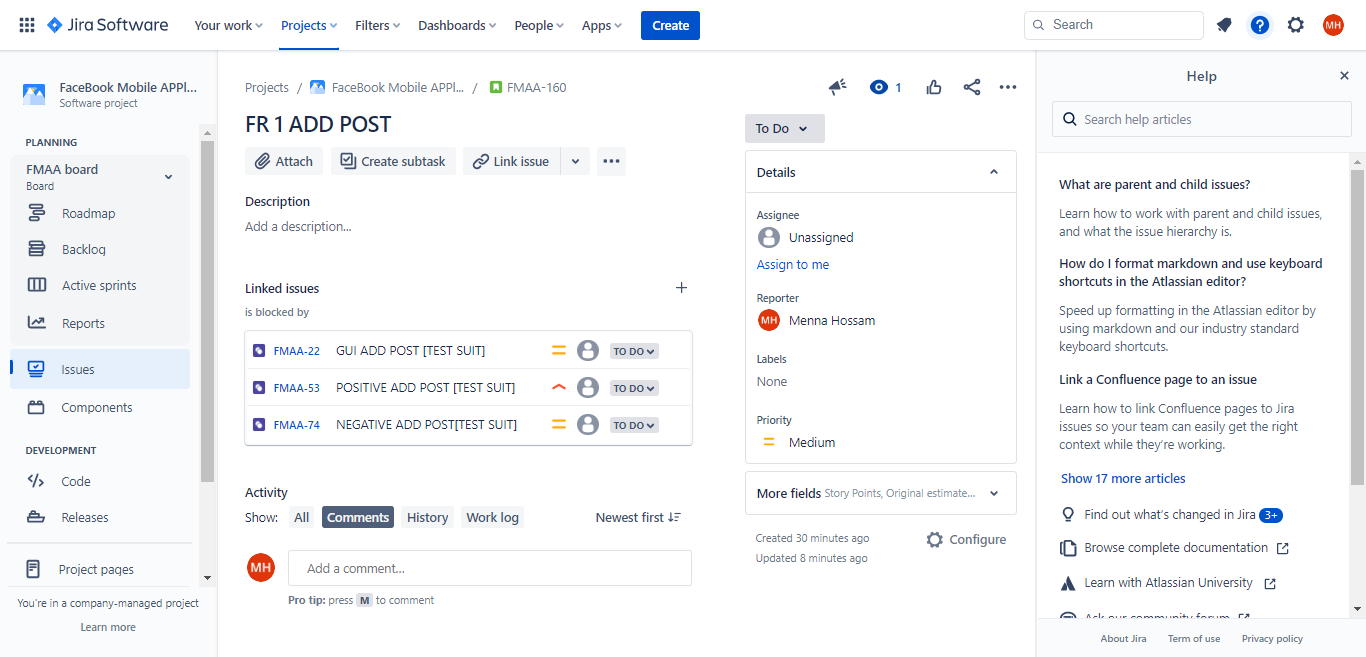 Jira Software
Your work
Projects
Filters
Dashboards
People
Apps
Create
Search
?
MH
FaceBook Mobile APPl...
Software project
PLANNING
FMAA board
Board
Roadmap
Backlog
Active sprints
Reports
Issues
Components
DEVELOPMENT
Code
Releases
Project pages
You're in a company-managed project
Learn more
Projects / FaceBook Mobile APPl... / FMAA-160
1
FR 1 ADD POST
Attach
Create subtask
Link issue
Description
Add a description...
Linked issues
is blocked by
FMAA-22 GUI ADD POST [TEST SUIT] TO DO
FMAA-53 POSITIVE ADD POST [TEST SUIT] TO DO
FMAA-74 NEGATIVE ADD POST[TEST SUIT] TO DO
Activity
Show: All Comments History Work log Newest first
MH
Add a comment...
Pro tip: press M to comment
To Do
Details
Assignee
Unassigned
Assign to me
Reporter
MH Menna Hossam
Labels
None
Priority
Medium
More fields Story Points, Original estimate...
Created 30 minutes ago
Updated 8 minutes ago
Configure
Help
Search help articles
What are parent and child issues?
Learn how to work with parent and child issues,
and what the issue hierarchy is.
How do I format markdown and use keyboard
shortcuts in the Atlassian editor?
Speed up formatting in the Atlassian editor by
using markdown and our industry standard
keyboard shortcuts.
Link a Confluence page to an issue
Learn how to link Confluence pages to Jira
issues so your team can easily get the right
context while they're working.
Show 17 more articles
Find out what's changed in Jira 3+
Browse complete documentation
Learn with Atlassian University
Ask our community forum
About Jira
Term of use
Privacy policy